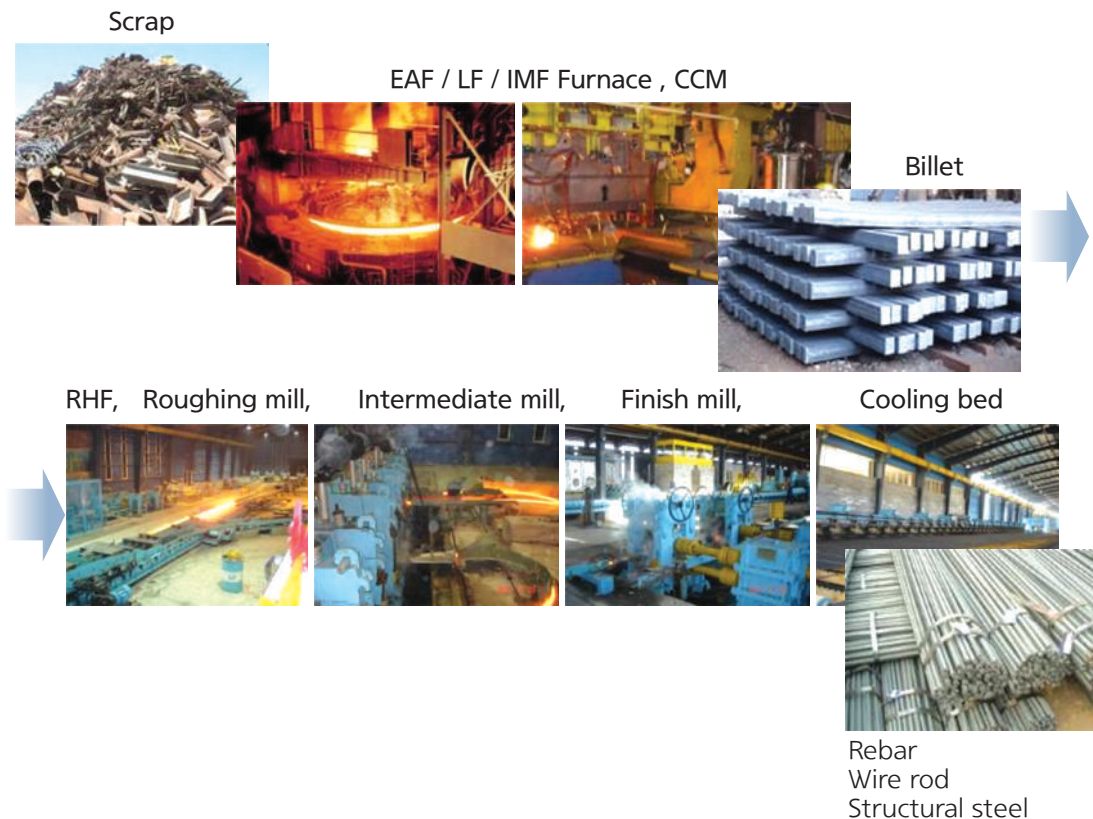 Scrap
EAF / LF / IMF Furnace , CCM
Billet
RHF, Roughing mill, Intermediate mill, Finish mill, Cooling bed
Rebar
Wire rod
Structural steel